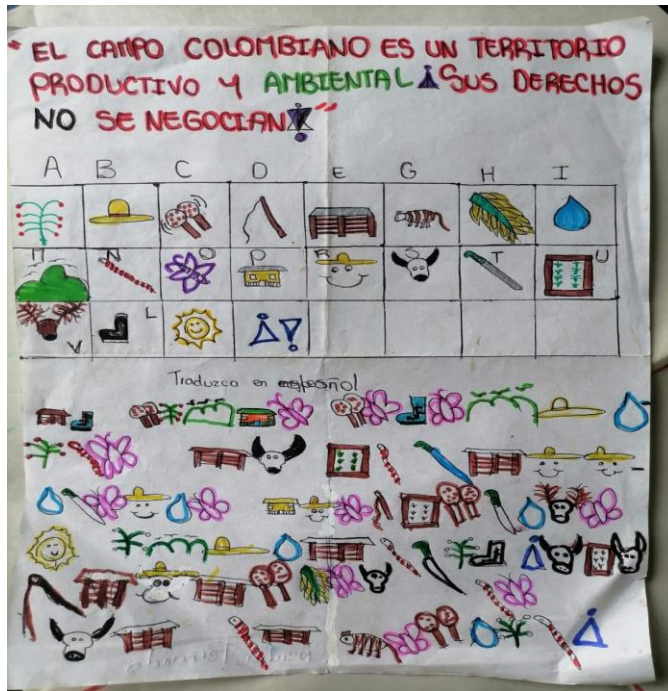 "EL CAMPO COLOMBIANO ES UN TERRITORIO
PRODUCTIVO Y AMBIENTAL ¡SUS DERECHOS
NO SE NEGOCIAN!"
A B C D E G H I
M N O P R S T U
V L
Traduzca en español